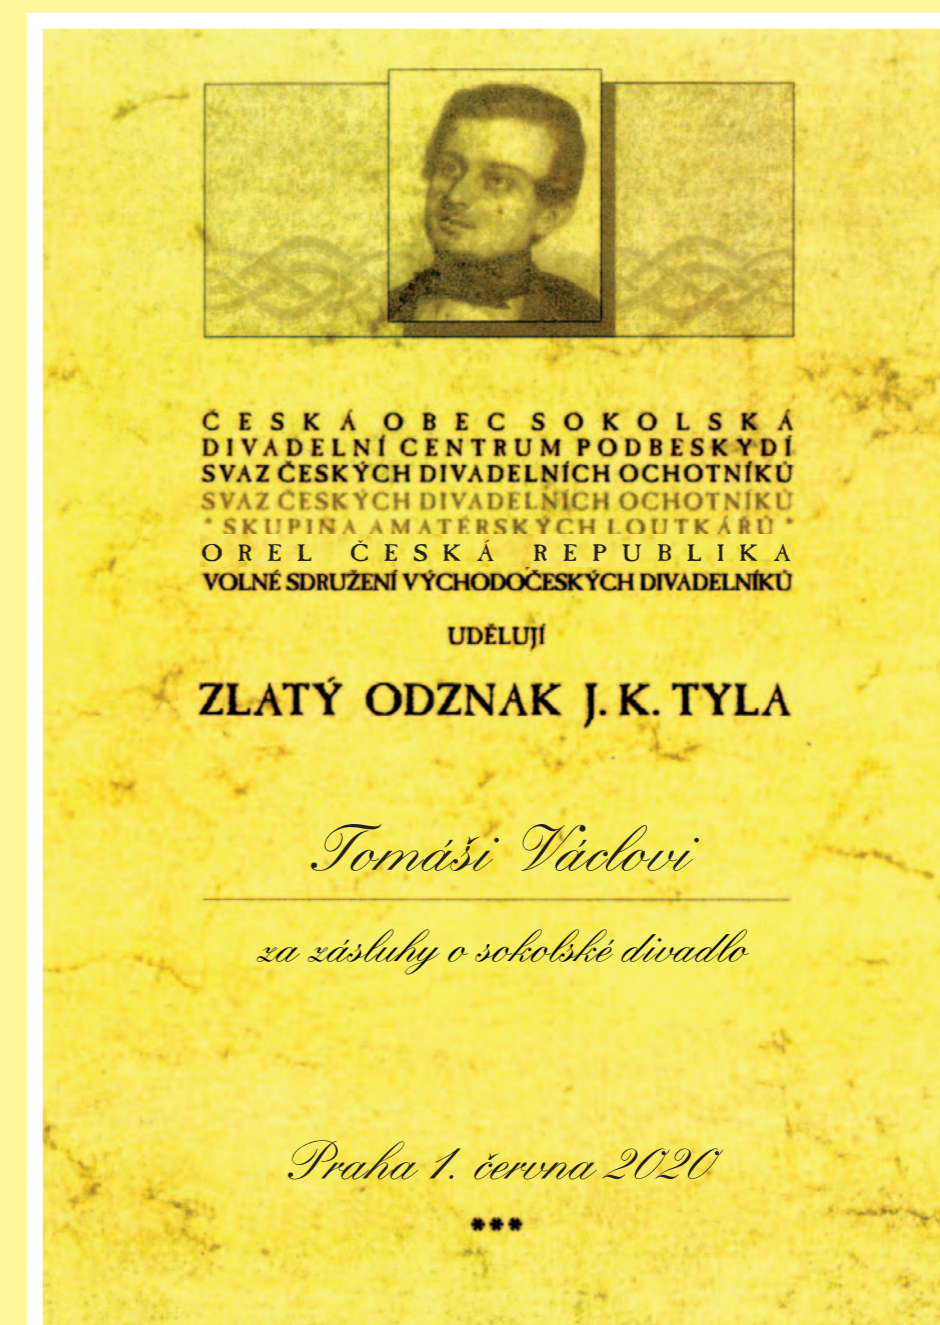 ČESKÁ OBEC SOKOLSKÁ
DIVADELNÍ CENTRUM PODBESKYDÍ
SVAZ ČESKÝCH DIVADELNÍCH OCHOTNÍKŮ
SVAZ ČESKÝCH DIVADELNÍCH OCHOTNÍKŮ
* SKUPINA AMATÉRSKÝCH LOUTKÁŘŮ *
OREL ČESKÁ REPUBLIKA
VOLNÉ SDRUŽENÍ VÝCHODOČESKÝCH DIVADELNÍKŮ
UDĚLUJÍ
ZLATÝ ODZNAK J. K. TYLA
Tomáši Václovi
za zásluhy o sokolské divadlo
Praha 1. června 2020
***